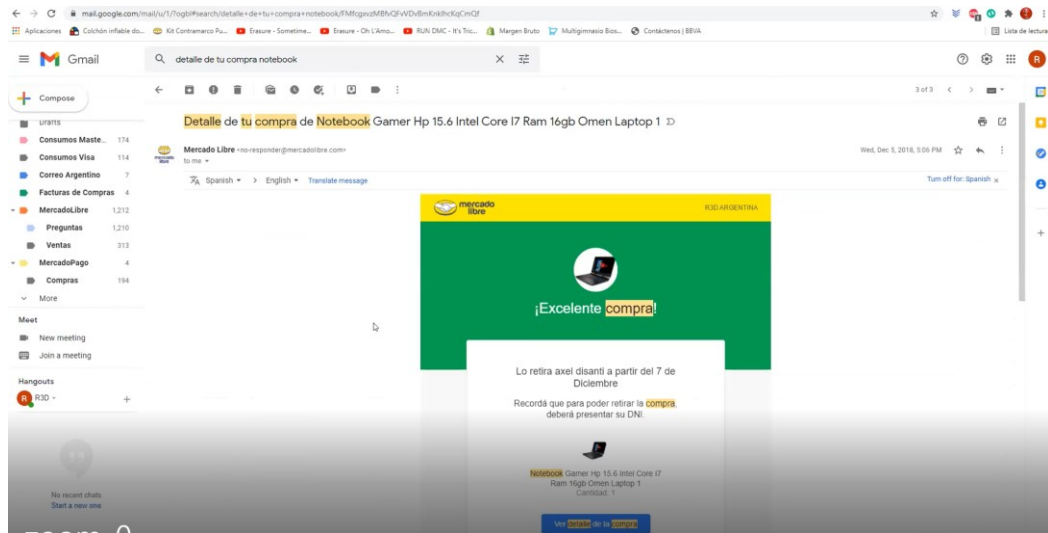 mail.google.com/mail/u/1/?ogbl#search/detalle+de+tu+compra+notebook/
Aplicaciones Colchón inflable do... Kit Contramarco Pu... Erasure - Sometime... Erasure - Oh L'Amo... RUN DMC - It's Tric... Margen Bruto Multigimnasio Bios... Contáctenos | BBVA Lista de lectura
Gmail
detalle de tu compra notebook
R
Compose
3 of 3
Drafts
Detalle de tu compra de Notebook Gamer Hp 15.6 Intel Core I7 Ram 16gb Omen Laptop 1
Consumos Maste... 174
Mercado Libre <no-responder@mercadolibre.com>
Wed, Dec 5, 2018, 5:06 PM
Consumos Visa 114
to me
Correo Argentino 7
Spanish > English Translate message
Turn off for: Spanish x
Facturas de Compras 4
MercadoLibre 1,212
Preguntas 1,210
Ventas 313
MercadoPago 4
Compras 194
More
mercado
libre
R3D ARGENTINA
¡Excelente compra!
Lo retira axel disanti a partir del 7 de
Diciembre
Recordá que para poder retirar la compra,
deberá presentar su DNI.
Notebook Gamer Hp 15.6 Intel Core I7
Ram 16gb Omen Laptop 1
Cantidad: 1
Ver detalle de la compra
Meet
New meeting
Join a meeting
Hangouts
R R3D
No recent chats
Start a new one
zoom